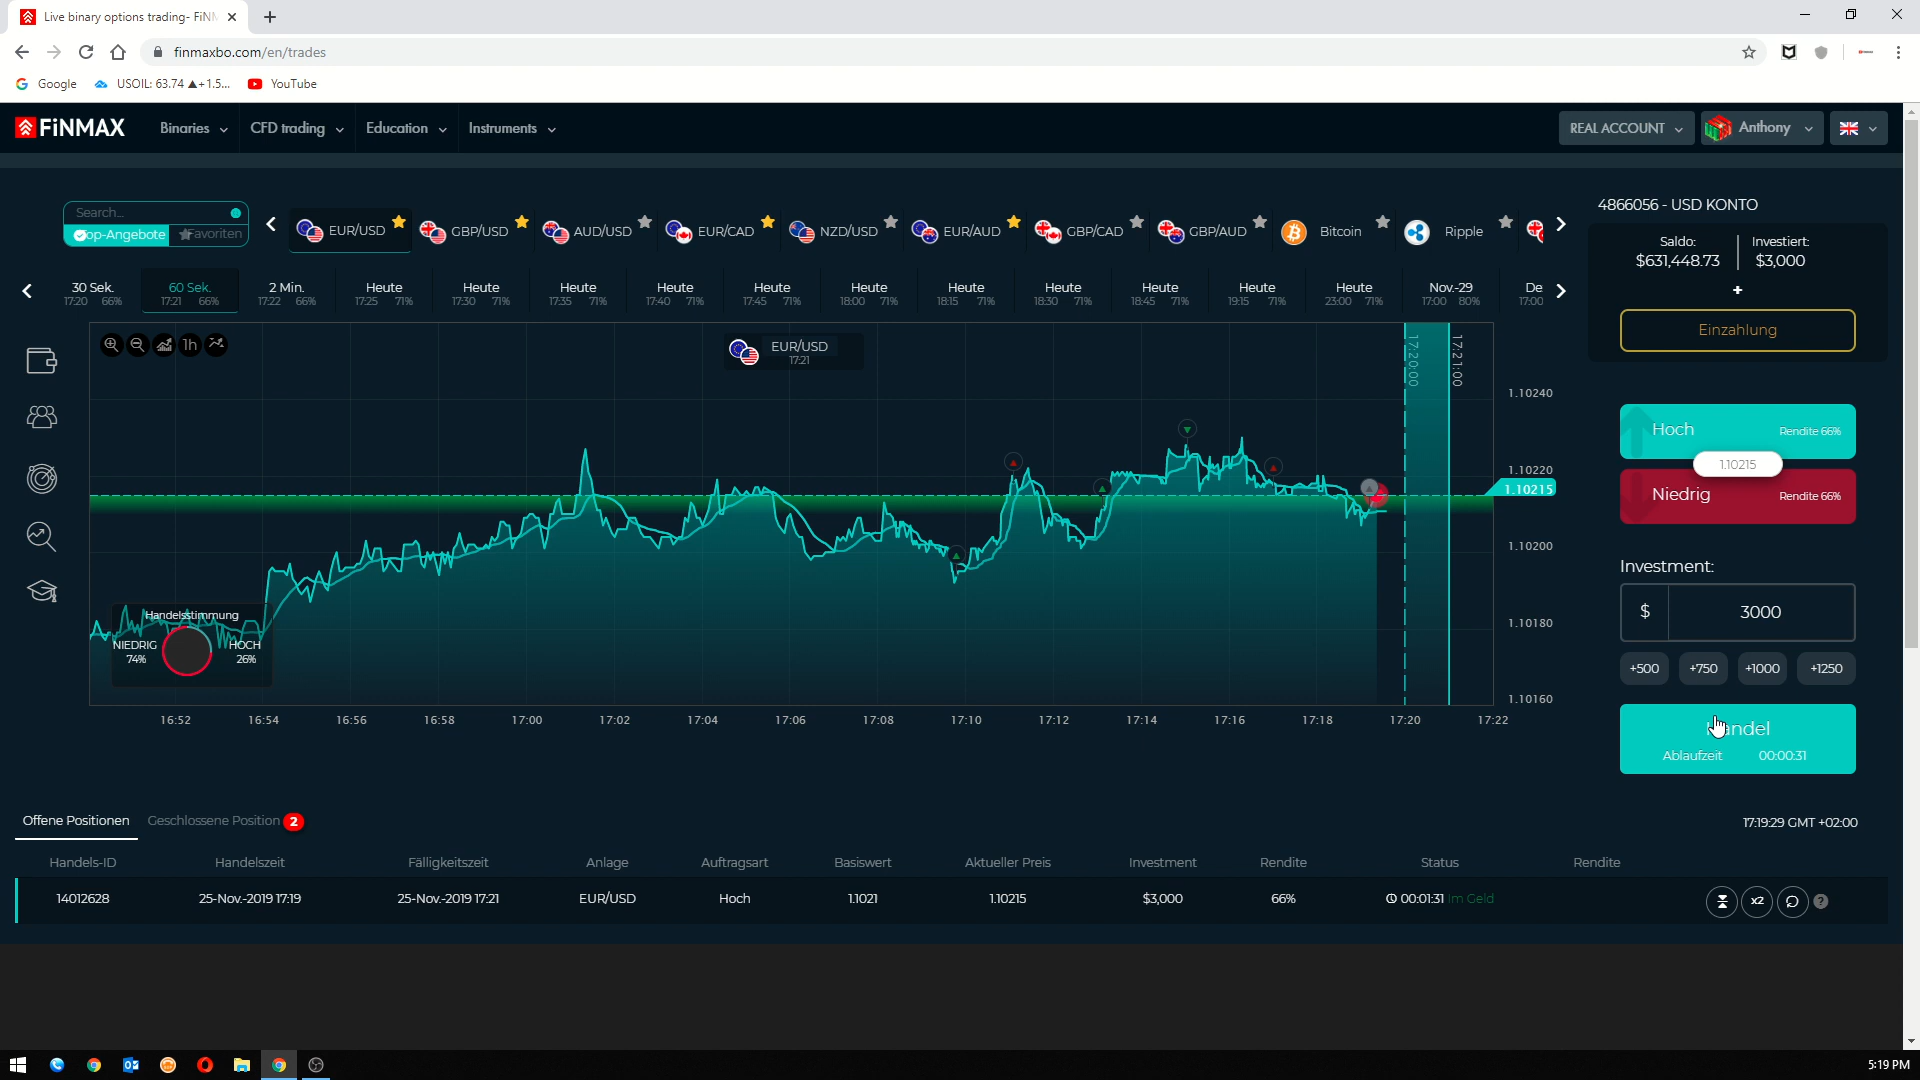 Live binary options trading- FiNM
finmaxbo.com/en/trades
Google USOIL: 63.74 ▲+1.5... YouTube
FiNMAX Binaries CFD trading Education Instruments REAL ACCOUNT Anthony
Search...
Top-Angebote Favoriten
EUR/USD GBP/USD AUD/USD EUR/CAD NZD/USD EUR/AUD GBP/CAD GBP/AUD Bitcoin Ripple
4866056 - USD KONTO
Saldo: Investiert:
$631,448.73 $3,000
+
Einzahlung
30 Sek. 60 Sek. 2 Min. Heute Heute Heute Heute Heute Heute Heute Heute Heute Heute Heute Nov.-29 De
17:20 66% 17:21 66% 17:22 66% 17:25 71% 17:30 71% 17:35 71% 17:40 71% 17:45 71% 18:00 71% 18:15 71% 18:30 71% 18:45 71% 19:15 71% 23:00 71% 17:00 80% 17:00
1h
EUR/USD
17:21
17:20:00
17:21:00
1.10240
1.10220
1.10215
1.10200
1.10180
1.10160
Handelsstimmung
NIEDRIG HOCH
74% 26%
16:52 16:54 16:56 16:58 17:00 17:02 17:04 17:06 17:08 17:10 17:12 17:14 17:16 17:18 17:20 17:22
Hoch Rendite 66%
1.10215
Niedrig Rendite 66%
Investment:
$ 3000
+500 +750 +1000 +1250
Handel
Ablaufzeit 00:00:31
Offene Positionen Geschlossene Position 2 17:19:29 GMT +02:00
Handels-ID Handelszeit Fälligkeitszeit Anlage Auftragsart Basiswert Aktueller Preis Investment Rendite Status Rendite
14012628 25-Nov.-2019 17:19 25-Nov.-2019 17:21 EUR/USD Hoch 1.1021 1.10215 $3,000 66% 00:01:31 Im Geld x2 ?
5:19 PM